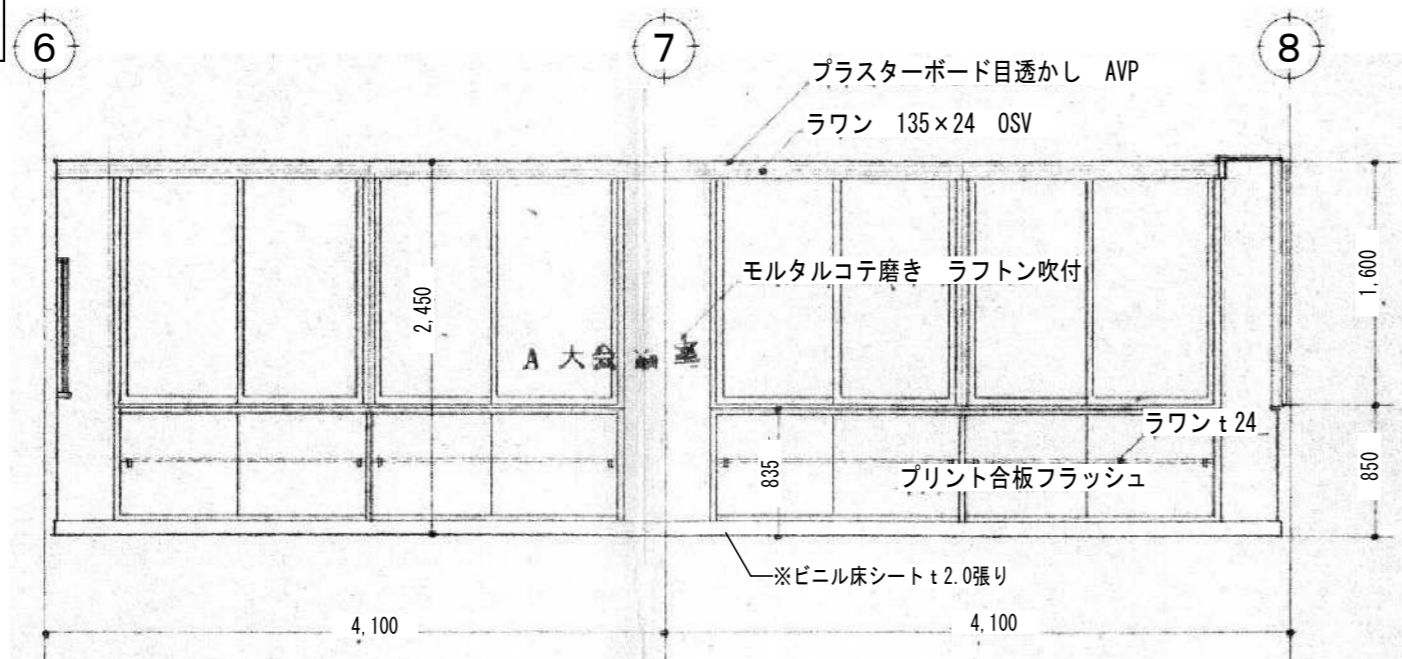 6
7
8
プラスターボード目透かし AVP
ラワン 135×24 OSV
2,450
モルタルコテ磨き ラフトン吹付
1,600
A 大会 室
ラワンt24
835
プリント合板フラッシュ
850
※ビニル床シートt2.0張り
4,100
4,100